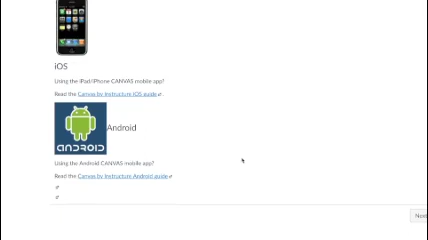 iOS
Using the iPad/iPhone CANVAS mobile app?
Read the Canvas by Instructure iOS guide.
ANDROID
Android
Using the Android CANVAS mobile app?
Read the Canvas by Instructure Android guide